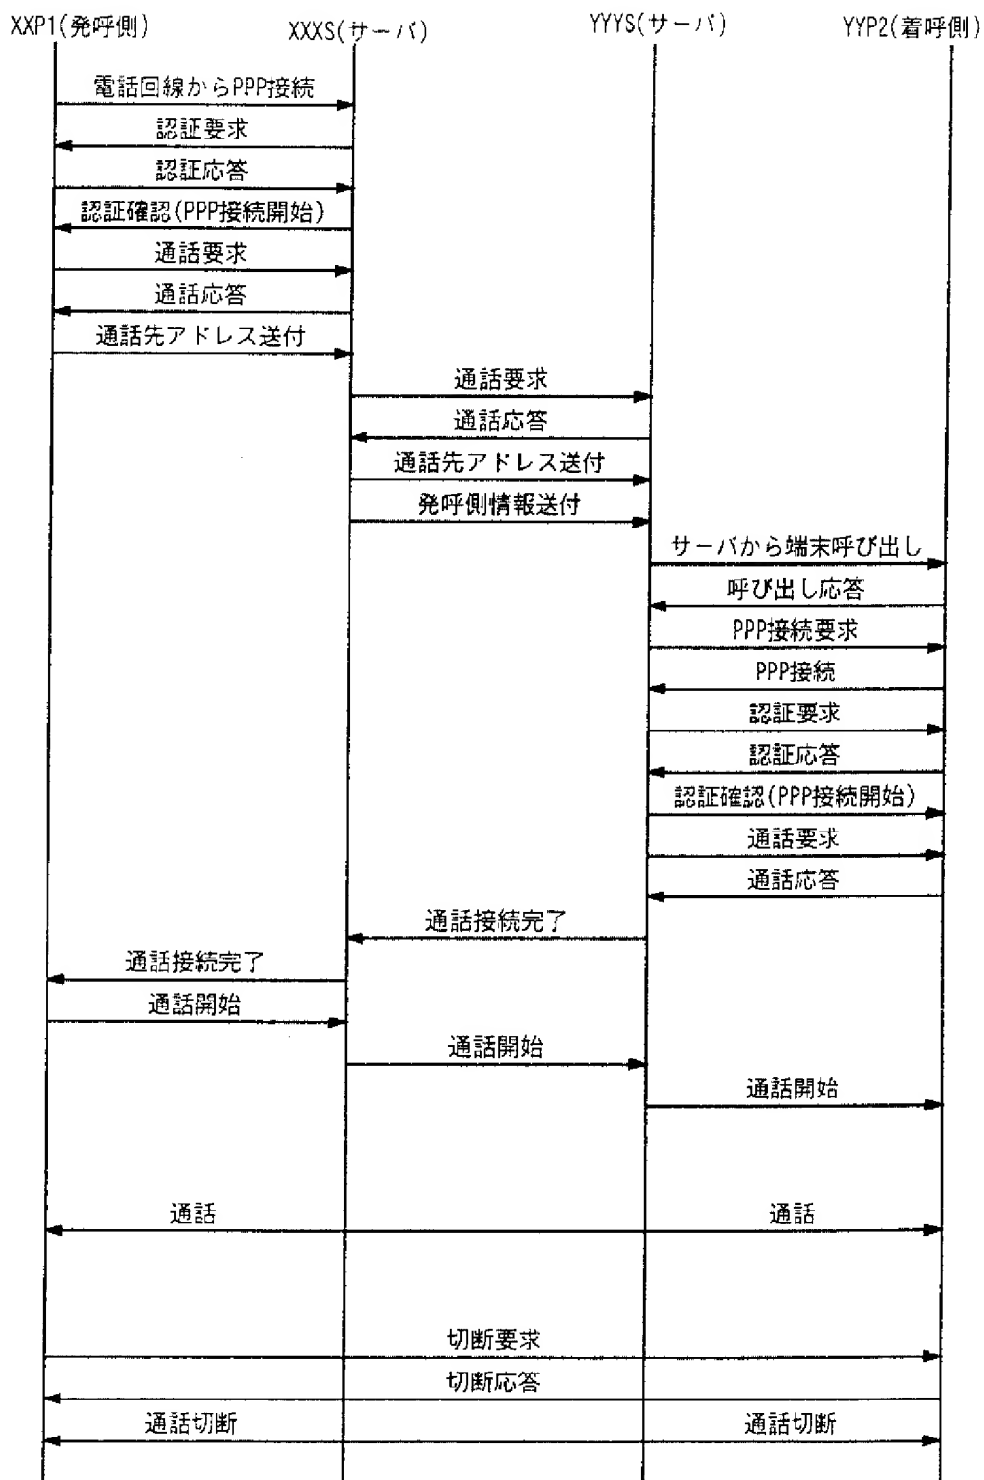 XXP1(発呼側)
XXXS(サーバ)
YYYS(サーバ)
YYP2(着呼側)
電話回線からPPP接続
認証要求
認証応答
認証確認(PPP接続開始)
通話要求
通話応答
通話先アドレス送付
通話要求
通話応答
通話先アドレス送付
発呼側情報送付
サーバから端末呼び出し
呼び出し応答
PPP接続要求
PPP接続
認証要求
認証応答
認証確認(PPP接続開始)
通話要求
通話応答
通話接続完了
通話接続完了
通話開始
通話開始
通話開始
通話
通話
切断要求
切断応答
通話切断
通話切断